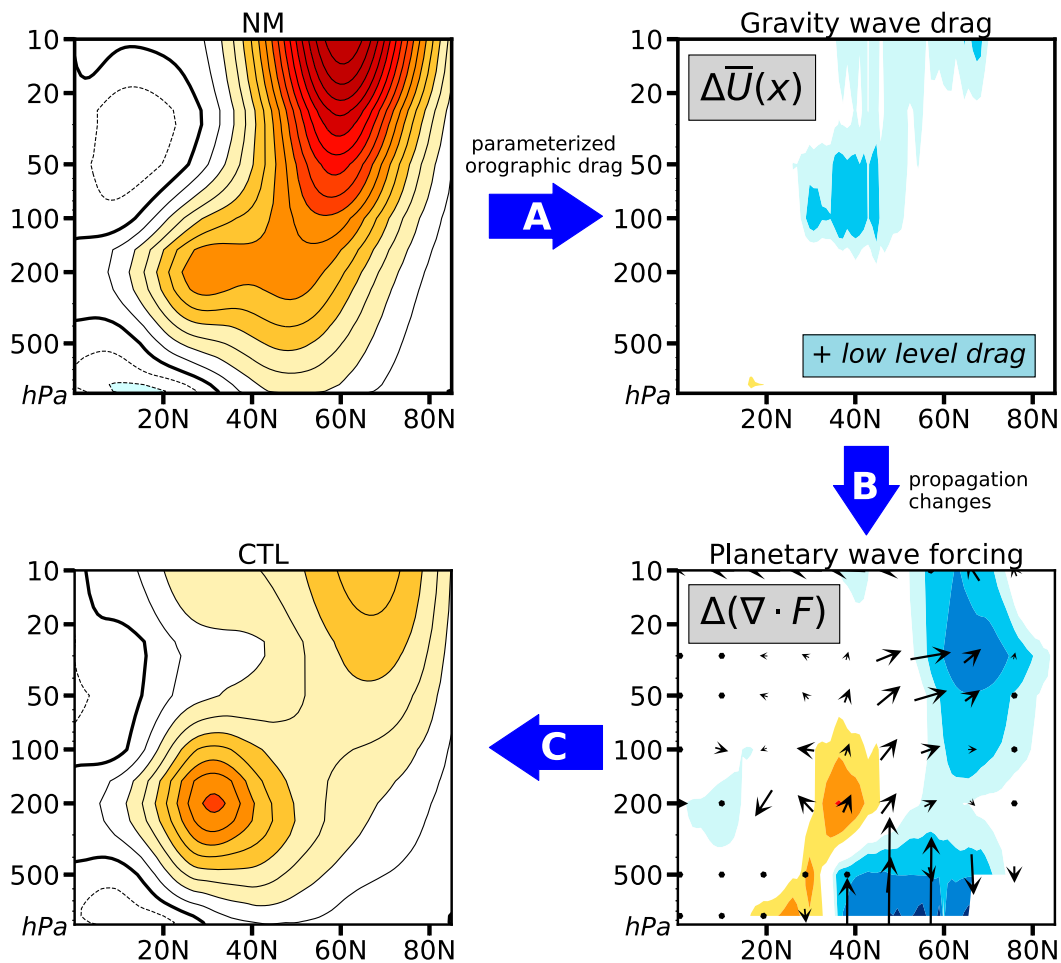 NM
10
20
50
100
200
500
hPa
20N 40N 60N 80N
parameterized
orographic drag
A
Gravity wave drag
10
20
50
100
200
500
hPa
ΔU̅(x)
+ low level drag
20N 40N 60N 80N
B
propagation
changes
CTL
10
20
50
100
200
500
hPa
20N 40N 60N 80N
C
Planetary wave forcing
10
20
50
100
200
500
hPa
Δ(∇ · F)
20N 40N 60N 80N